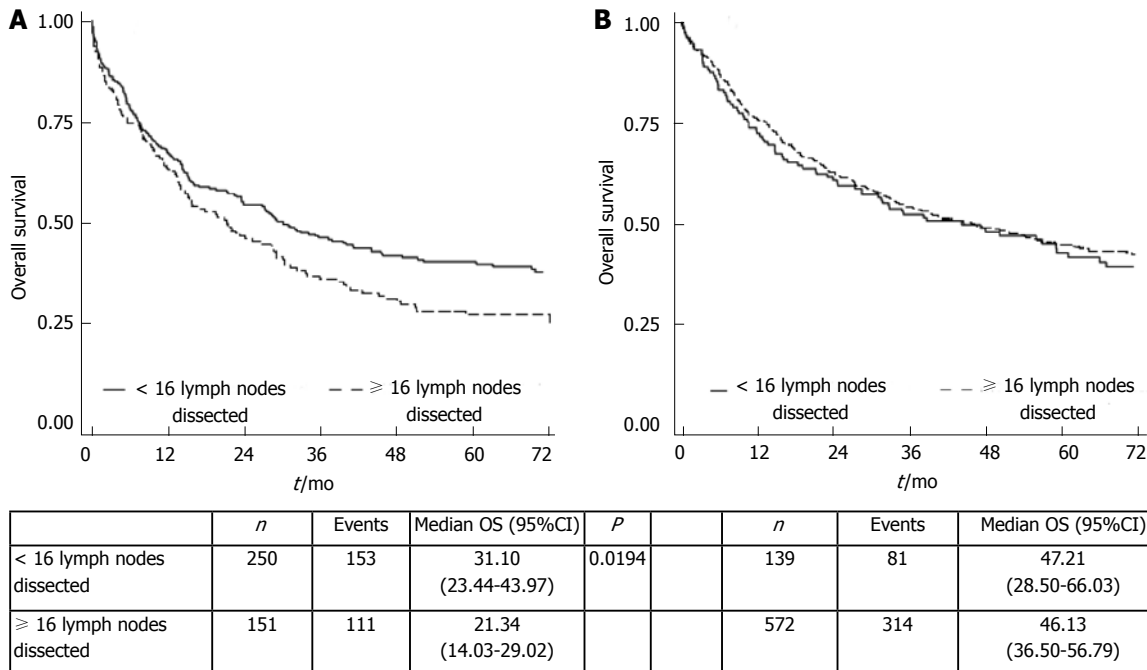 A
1.00
0.75
0.50
0.25
0.00
Overall survival
< 16 lymph nodes dissected
≥ 16 lymph nodes dissected
0 12 24 36 48 60 72
t/mo
B
1.00
0.75
0.50
0.25
0.00
Overall survival
< 16 lymph nodes dissected
≥ 16 lymph nodes dissected
0 12 24 36 48 60 72
t/mo
n Events Median OS (95%CI) P n Events Median OS (95%CI)
< 16 lymph nodes 250 153 31.10 0.0194 139 81 47.21
dissected (23.44-43.97) (28.50-66.03)
≥ 16 lymph nodes 151 111 21.34 572 314 46.13
dissected (14.03-29.02) (36.50-56.79)